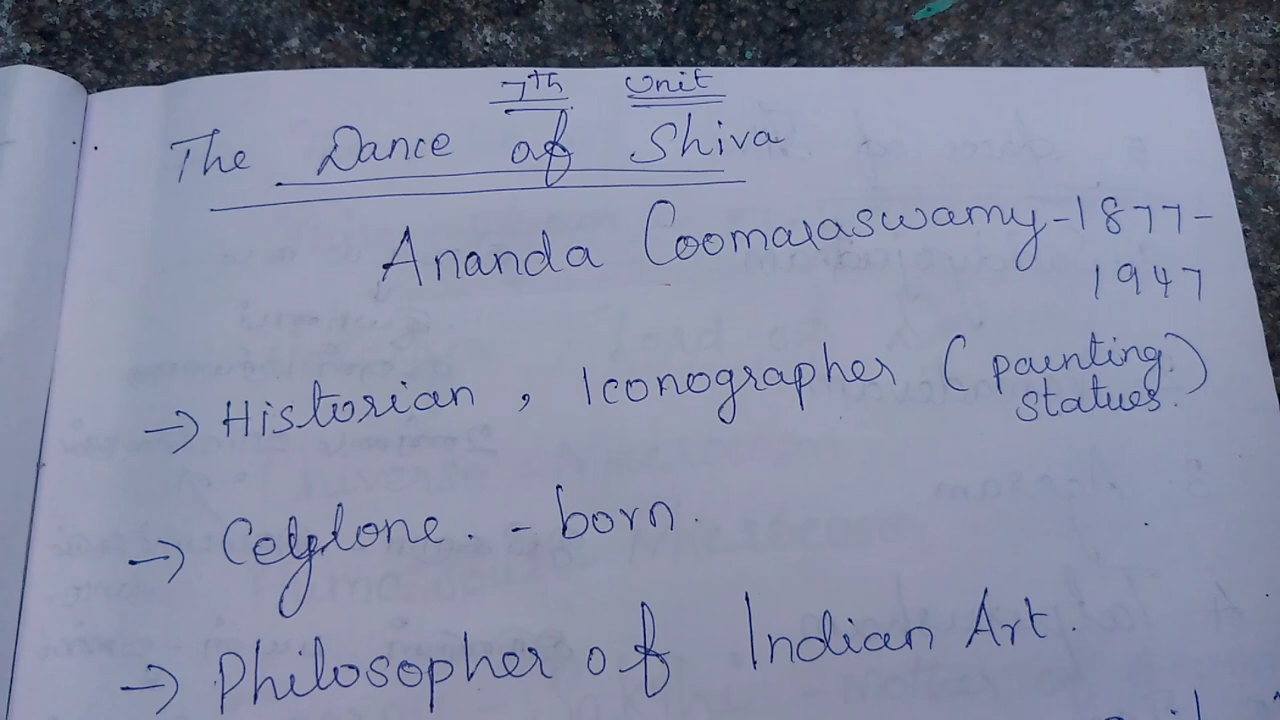 7th Unit
The Dance of Shiva
Ananda Coomaraswamy-1877-
1947
→ Historian, Iconographer (paunting
statues.)
→ Ceylone. - born.
→ Philosopher of Indian Art.